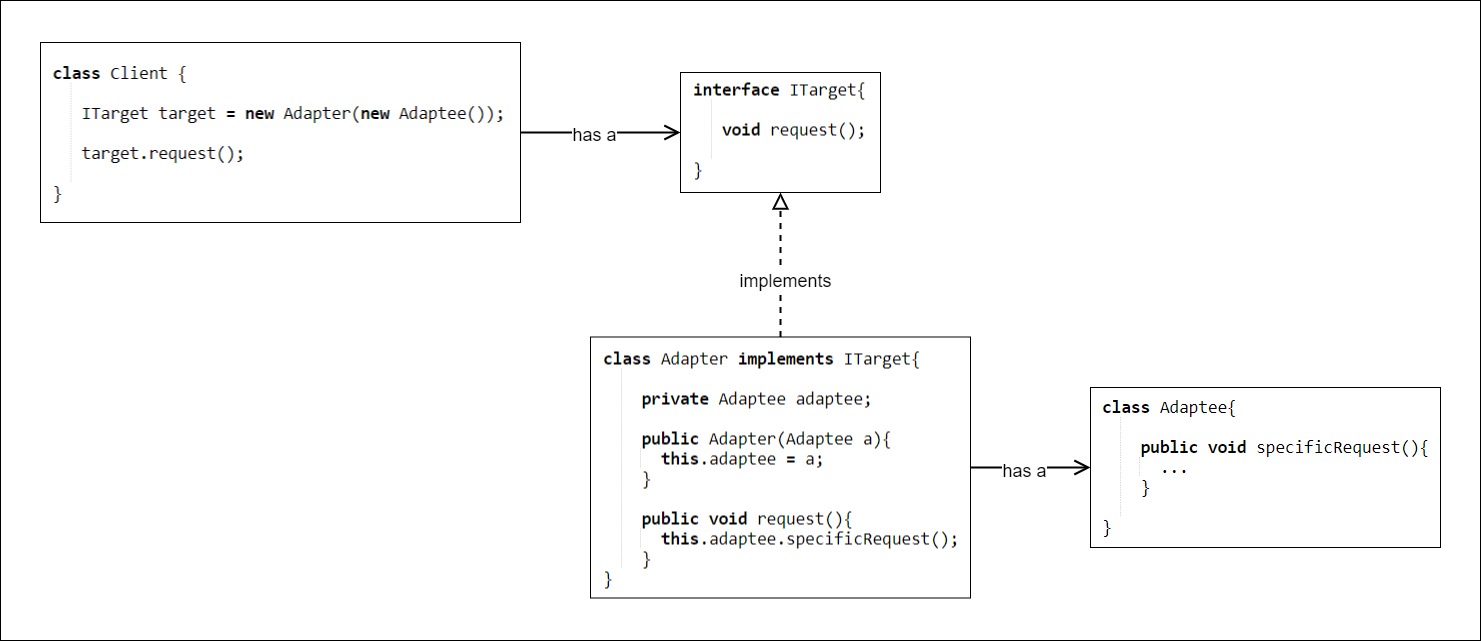 class Client {
ITarget target = new Adapter(new Adaptee());
target.request();
}
has a
interface ITarget{
void request();
}
implements
class Adapter implements ITarget{
private Adaptee adaptee;
public Adapter(Adaptee a){
this.adaptee = a;
}
public void request(){
this.adaptee.specificRequest();
}
}
has a
class Adaptee{
public void specificRequest(){
...
}
}